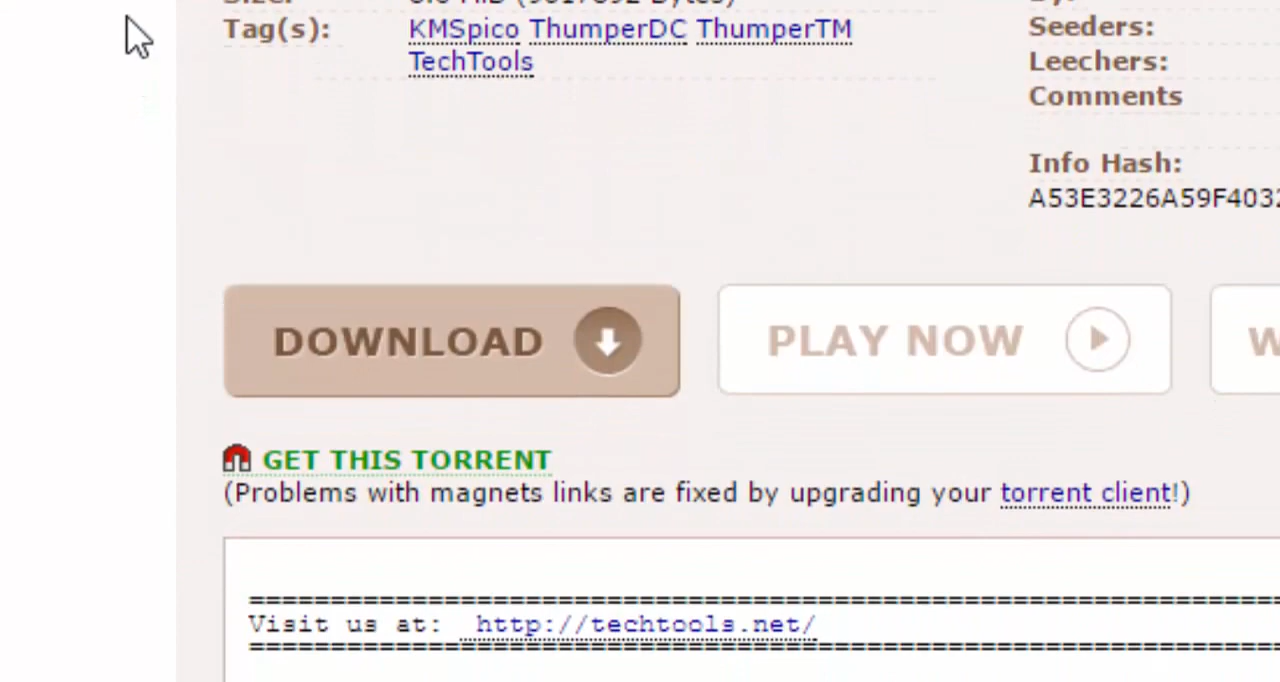 Tag(s): KMSpico ThumperDC ThumperTM
TechTools
Seeders:
Leechers:
Comments
Info Hash:
DOWNLOAD
PLAY NOW
GET THIS TORRENT
(Problems with magnets links are fixed by upgrading your torrent client!)
==========================================================================
Visit us at: http://techtools.net/
==========================================================================